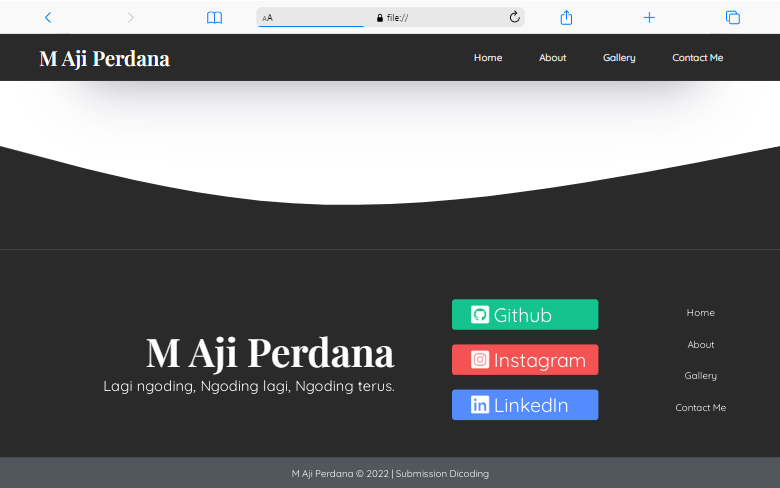 AA
file://
M Aji Perdana
Home
About
Gallery
Contact Me
M Aji Perdana
Lagi ngoding, Ngoding lagi, Ngoding terus.
Github
Instagram
LinkedIn
Home
About
Gallery
Contact Me
M Aji Perdana © 2022 | Submission Dicoding